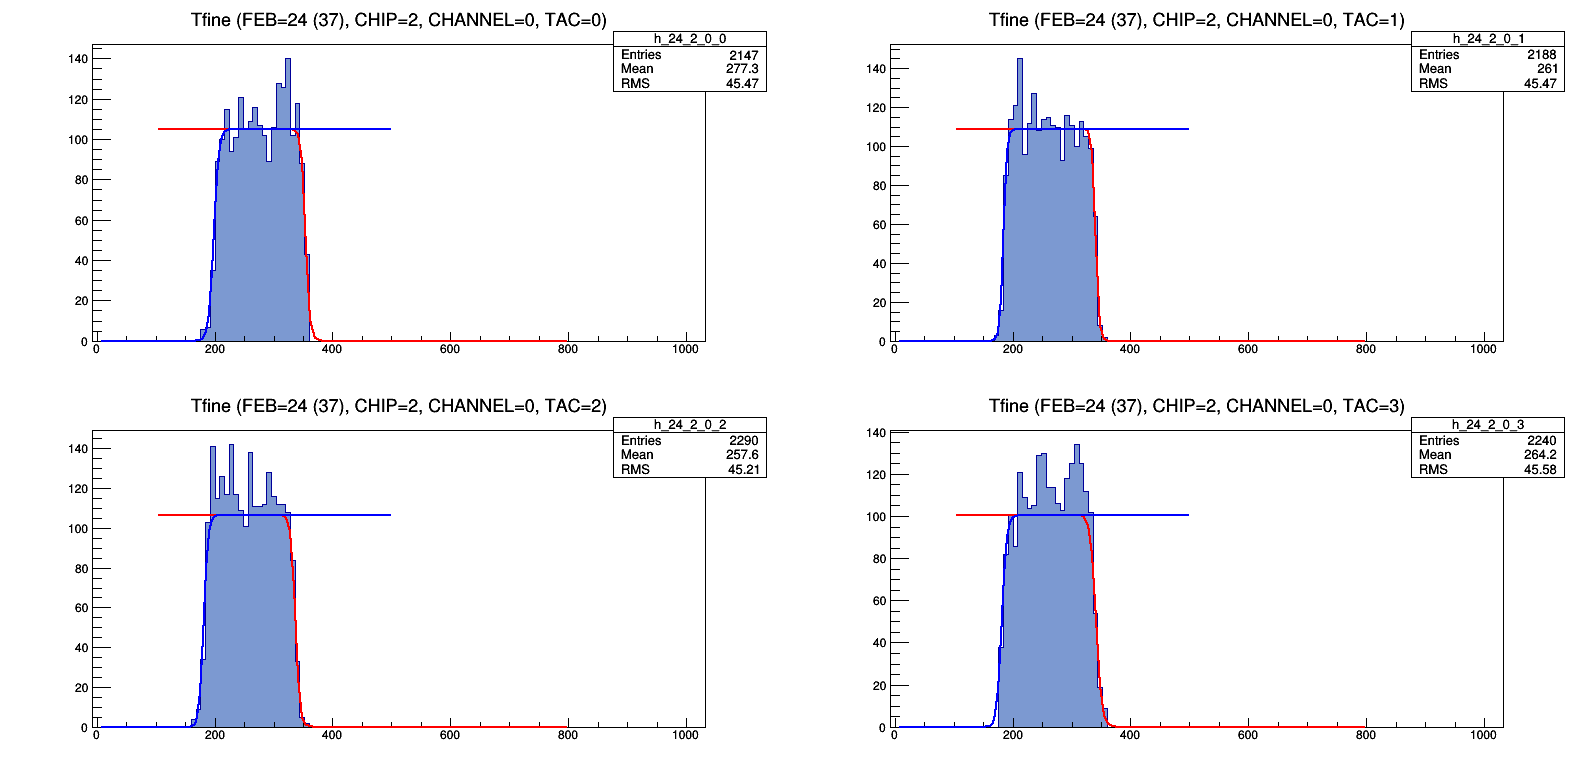 Tfine (FEB=24 (37), CHIP=2, CHANNEL=0, TAC=0)
h_24_2_0_0
Entries 2147
Mean 277.3
RMS 45.47
140
120
100
80
60
40
20
0
0 200 400 600 800 1000
Tfine (FEB=24 (37), CHIP=2, CHANNEL=0, TAC=1)
h_24_2_0_1
Entries 2188
Mean 261
RMS 45.47
140
120
100
80
60
40
20
0
0 200 400 600 800 1000
Tfine (FEB=24 (37), CHIP=2, CHANNEL=0, TAC=2)
h_24_2_0_2
Entries 2290
Mean 257.6
RMS 45.21
140
120
100
80
60
40
20
0
0 200 400 600 800 1000
Tfine (FEB=24 (37), CHIP=2, CHANNEL=0, TAC=3)
h_24_2_0_3
Entries 2240
Mean 264.2
RMS 45.58
140
120
100
80
60
40
20
0
0 200 400 600 800 1000